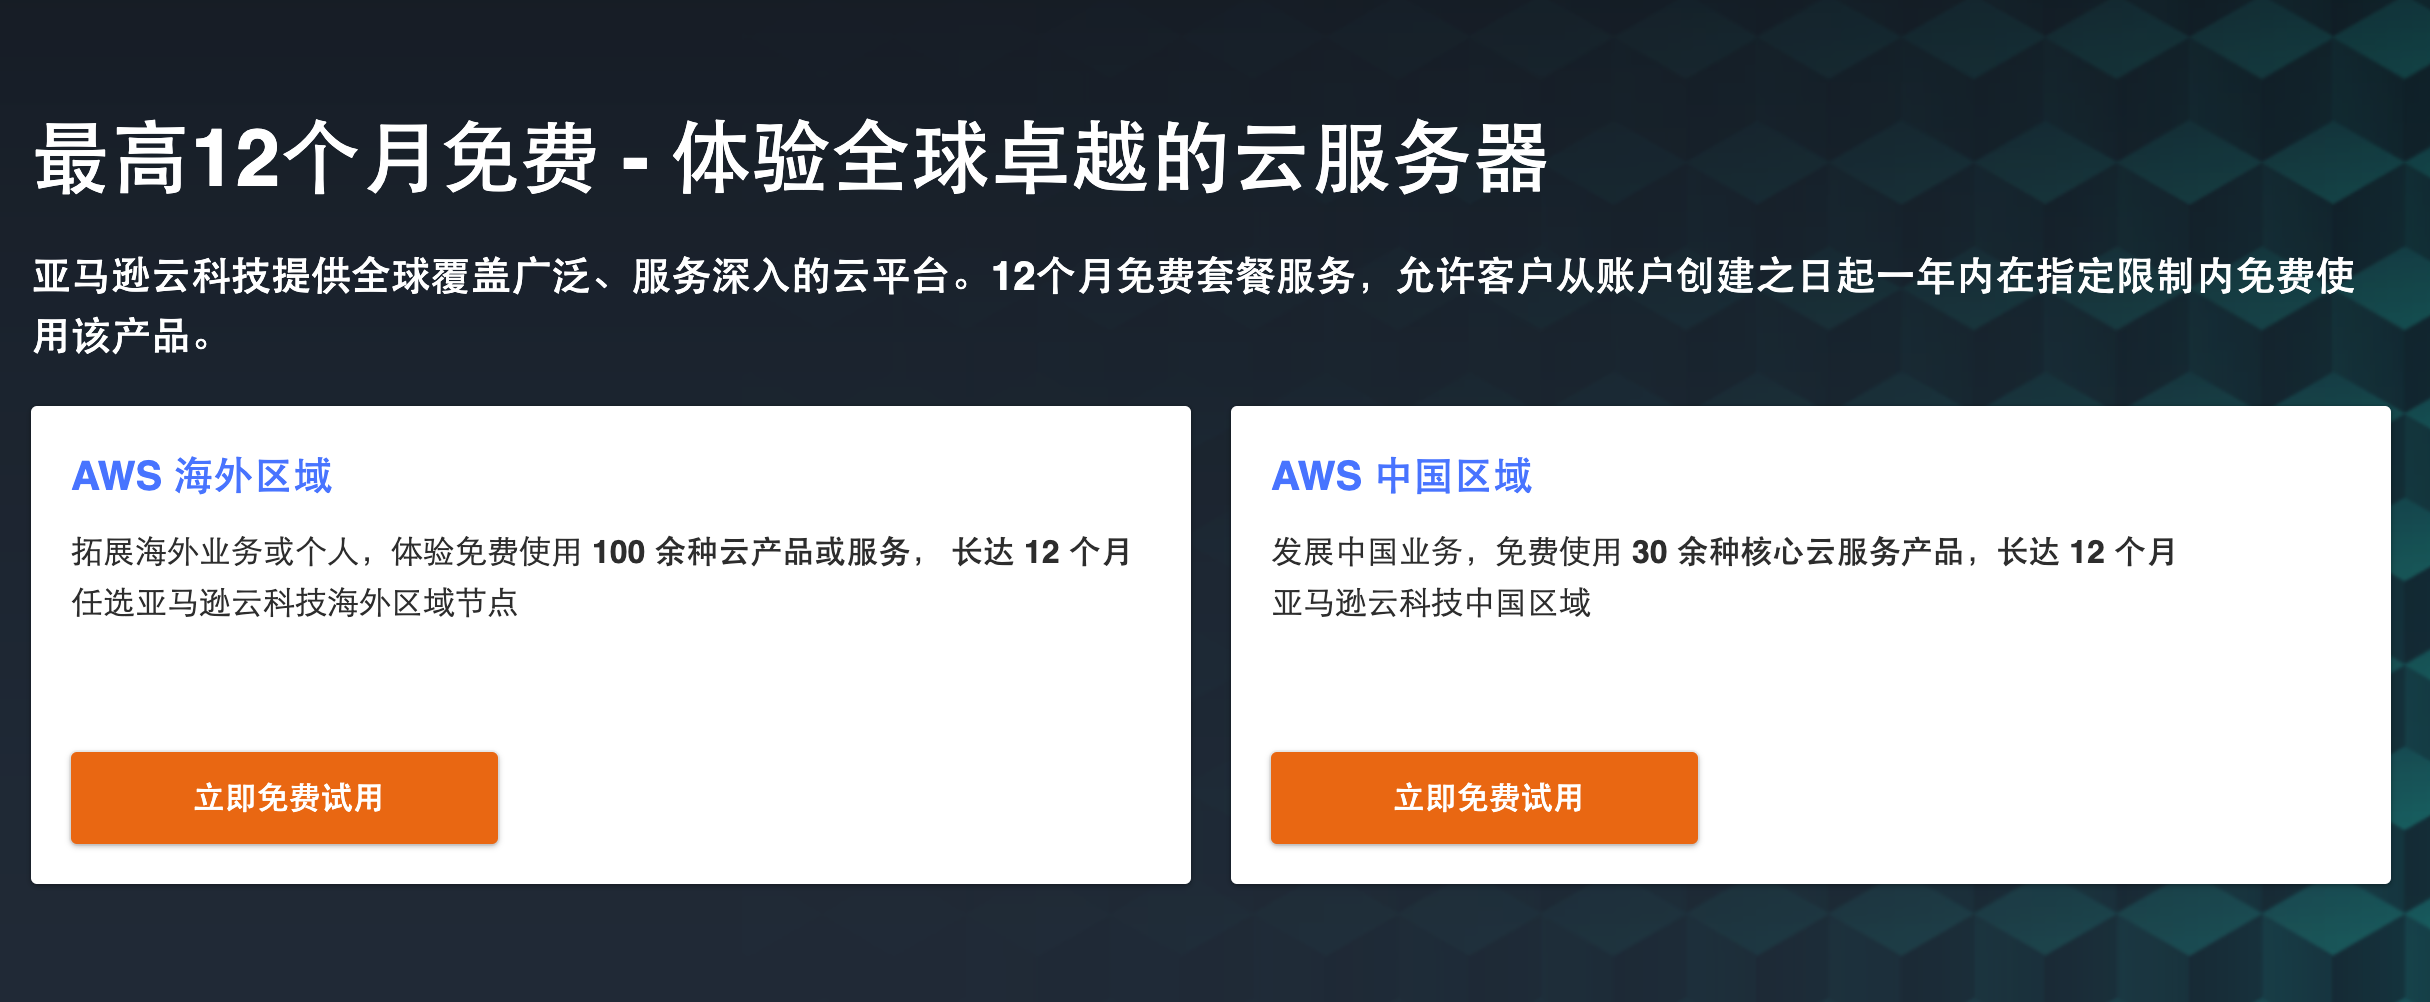 最高12个月免费 - 体验全球卓越的云服务器
亚马逊云科技提供全球覆盖广泛、服务深入的云平台。12个月免费套餐服务，允许客户从账户创建之日起一年内在指定限制内免费使
用该产品。
AWS 海外区域
拓展海外业务或个人，体验免费使用 100 余种云产品或服务， 长达 12 个月
任选亚马逊云科技海外区域节点
立即免费试用
AWS 中国区域
发展中国业务，免费使用 30 余种核心云服务产品，长达 12 个月
亚马逊云科技中国区域
立即免费试用